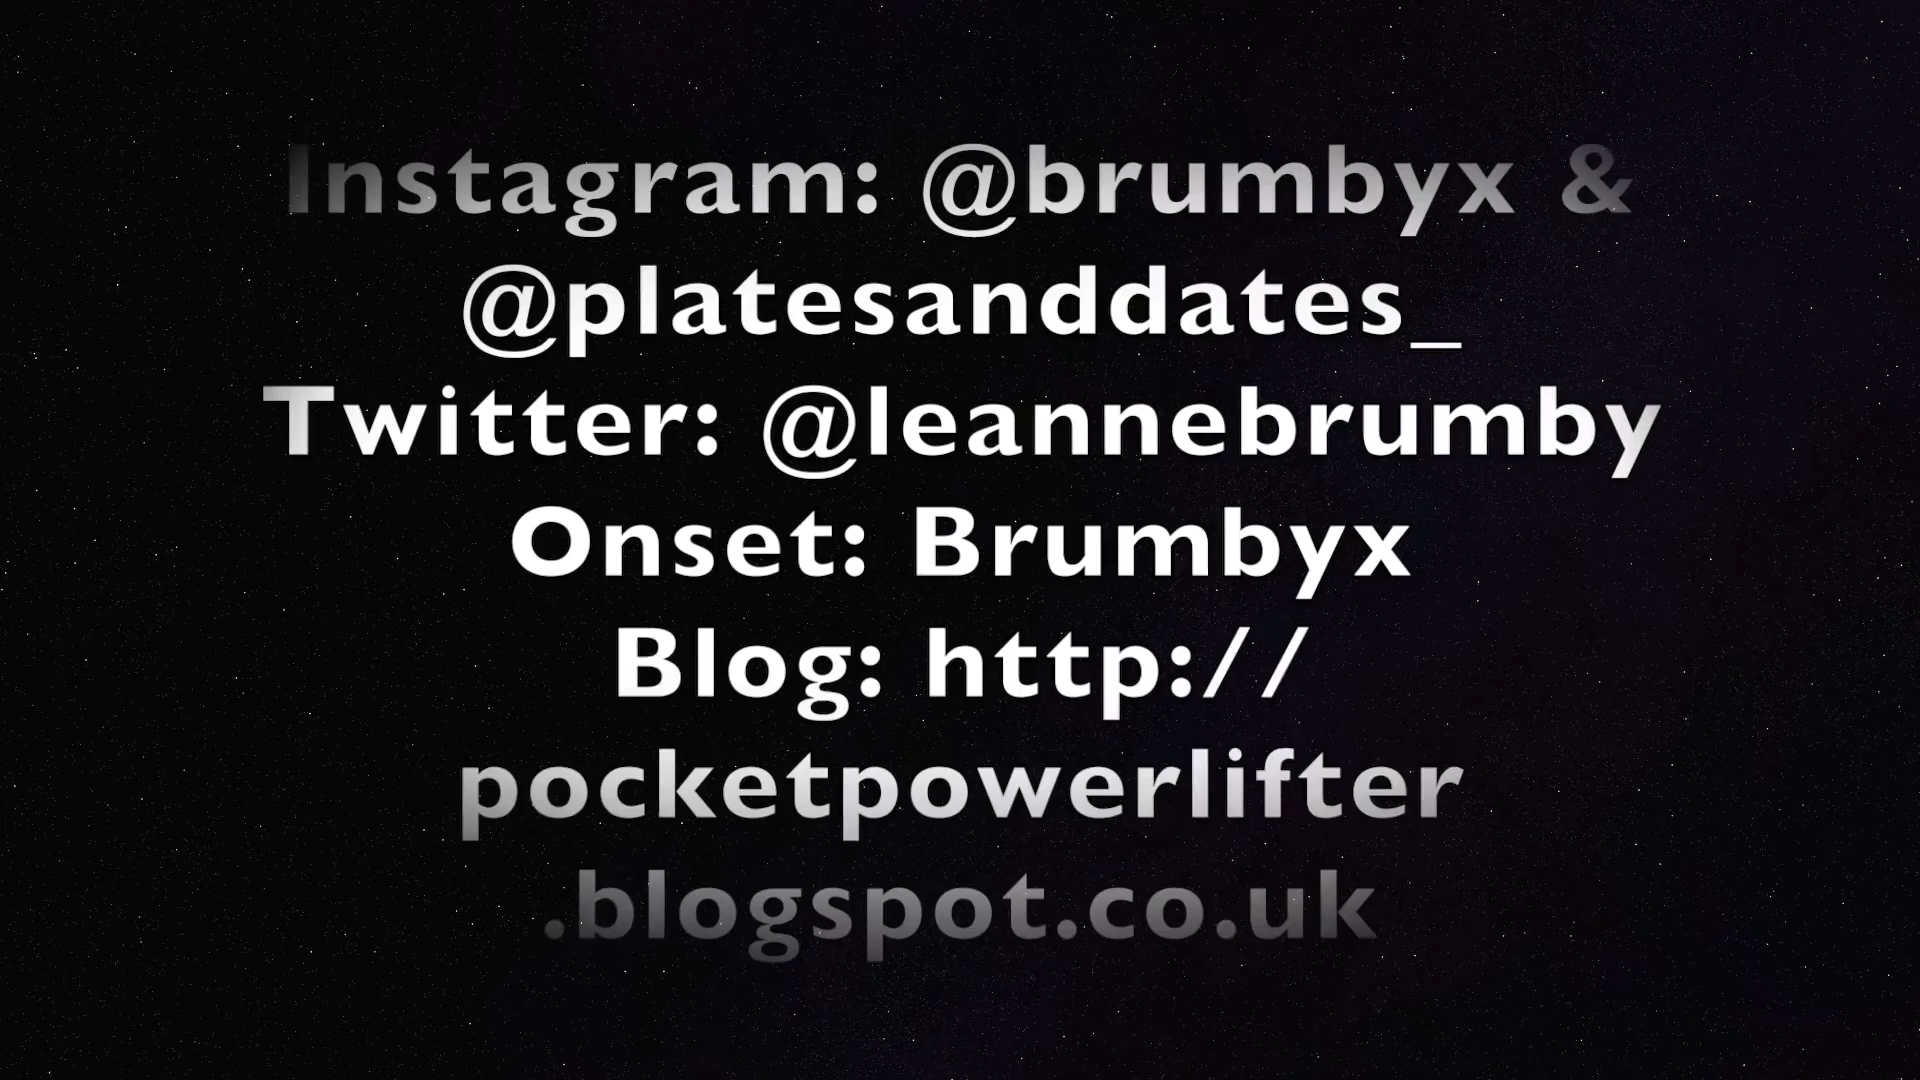 Instagram: @brumbyx &
@platesanddates_
Twitter: @leannebrumby
Onset: Brumbyx
Blog: http://
pocketpowerlifter
.blogspot.co.uk